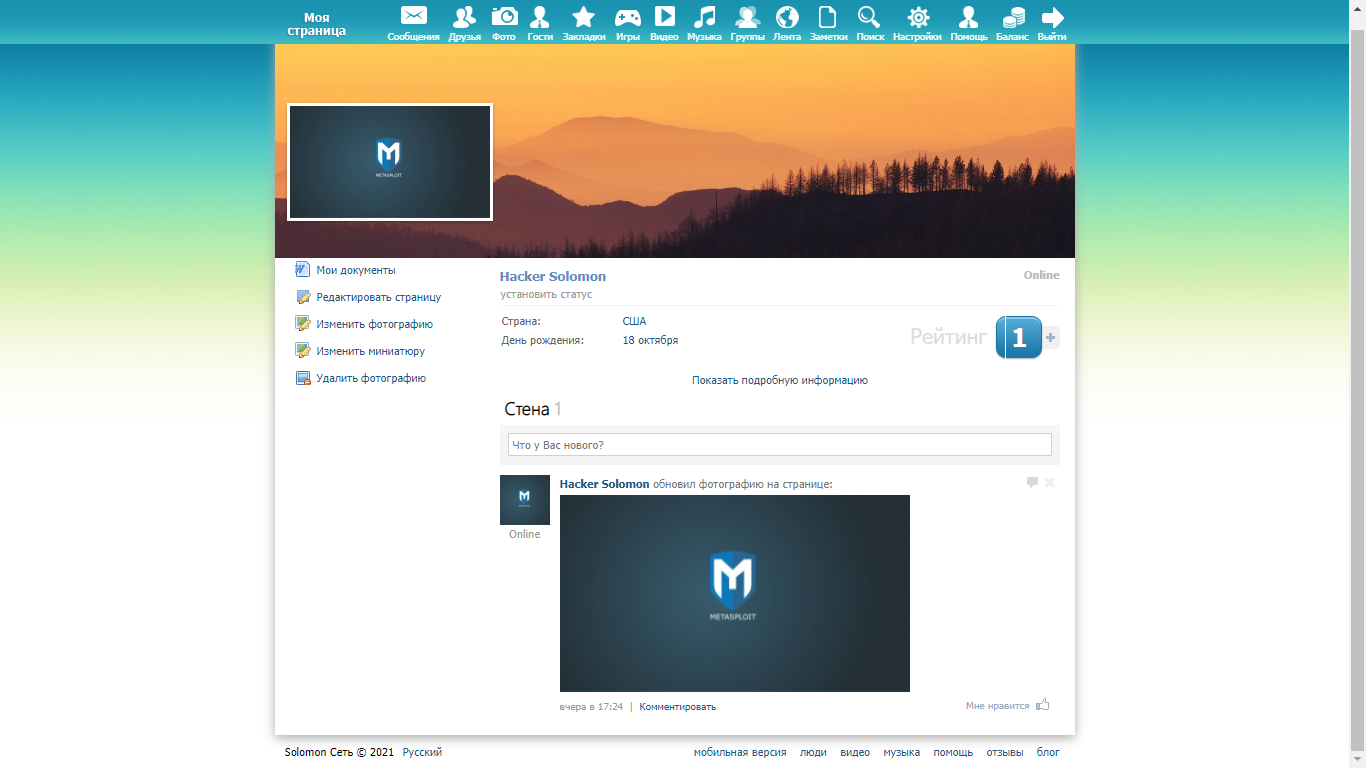 Моя
страница
Сообщения Друзья Фото Гости Закладки Игры Видео Музыка Группы Лента Заметки Поиск Настройки Помощь Баланс Выйти
METASPLOIT
Мои документы
Редактировать страницу
Изменить фотографию
Изменить миниатюру
Удалить фотографию
Hacker Solomon Online
установить статус
Страна: США
День рождения: 18 октября
Рейтинг 1 +
Показать подробную информацию
Стена 1
Что у Вас нового?
Hacker Solomon обновил фотографию на странице:
Online
METASPLOIT
вчера в 17:24 | Комментировать Мне нравится
Solomon Сеть © 2021 Русский мобильная версия люди видео музыка помощь отзывы блог